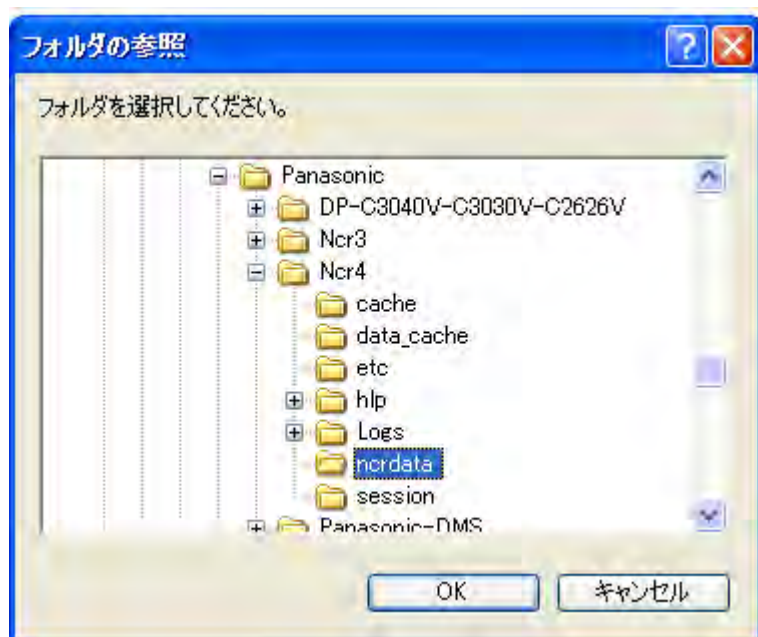 フォルダの参照
フォルダを選択してください。
Panasonic
DP-C3040V-C3030V-C2626V
Ncr3
Ncr4
cache
data_cache
etc
hlp
Logs
ncrdata
session
Panasonic-DMS
OK
キャンセル